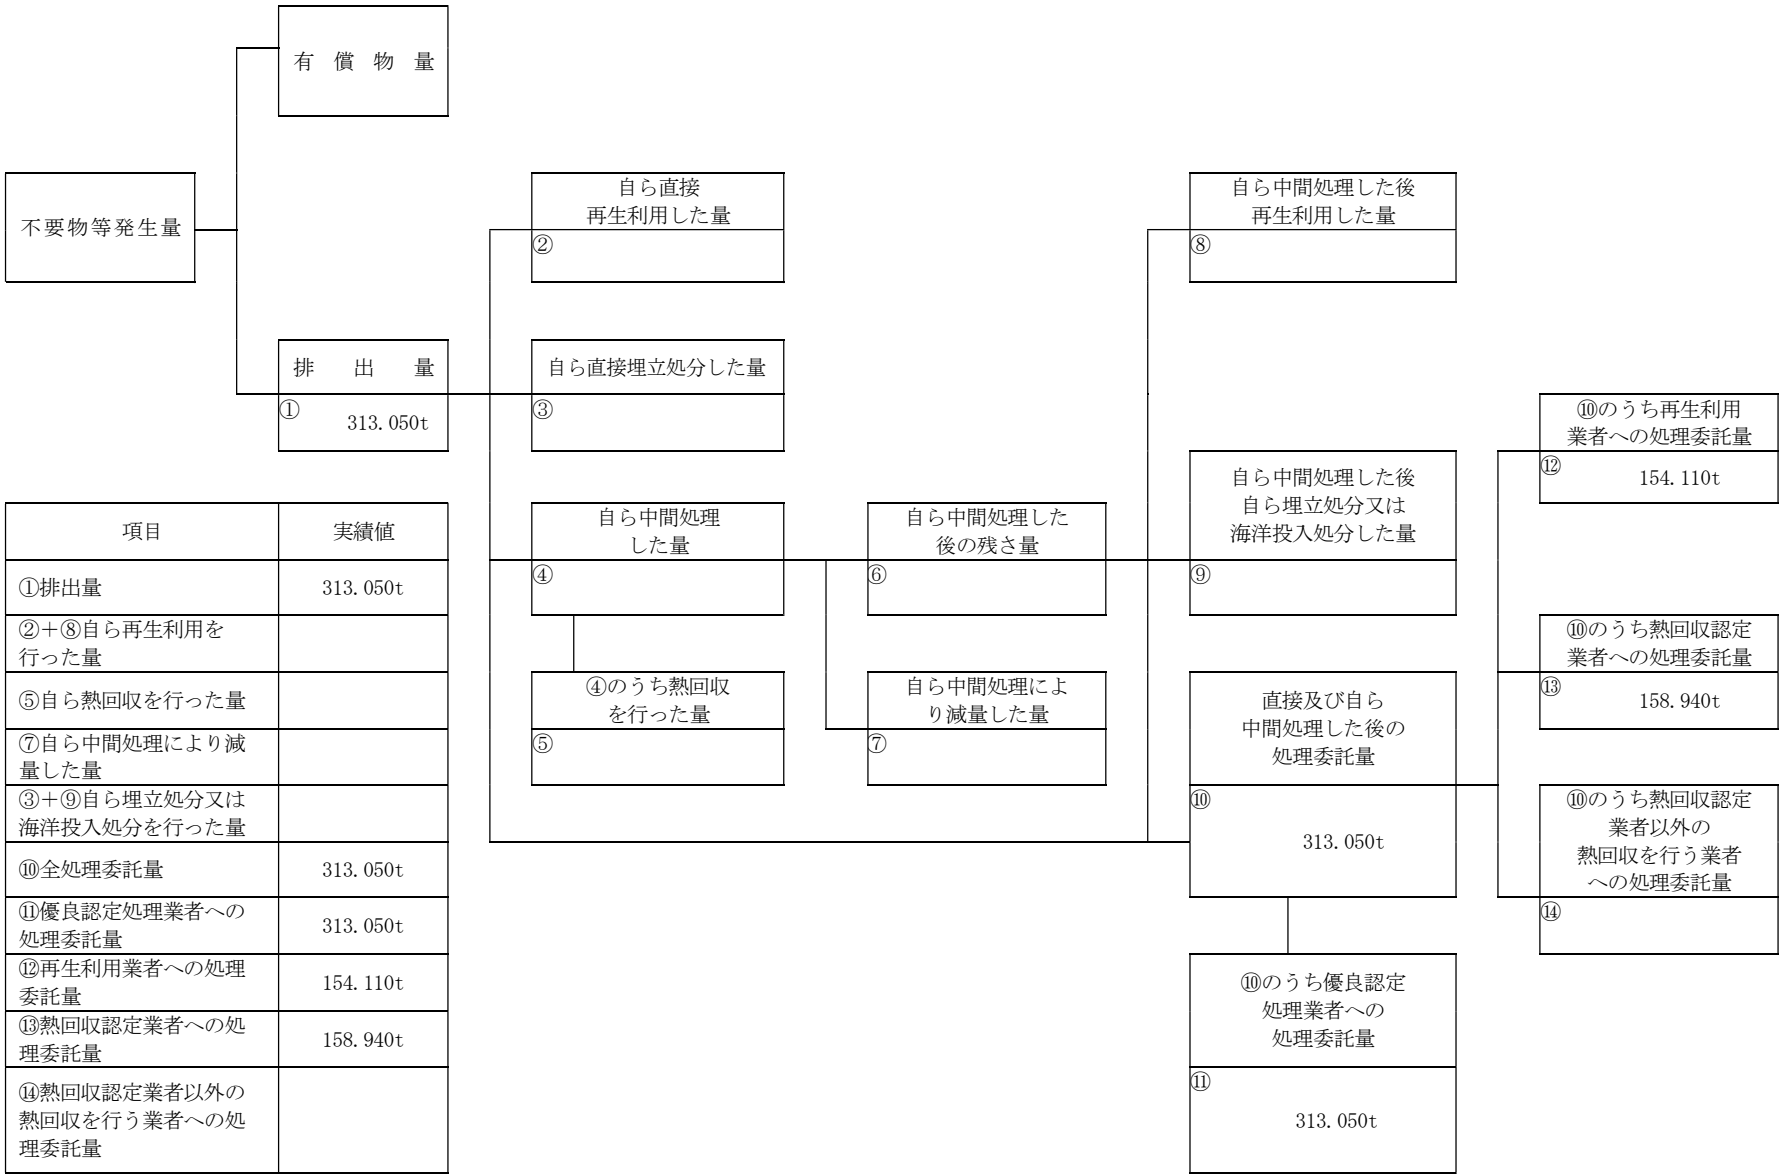 有償物量
不要物等発生量
排出量
① 313.050t
自ら直接
再生利用した量
②
自ら直接埋立処分した量
③
自ら中間処理
した量
④
④のうち熱回収
を行った量
⑤
自ら中間処理した
後の残さ量
⑥
自ら中間処理によ
り減量した量
⑦
自ら中間処理した後
再生利用した量
⑧
自ら中間処理した後
自ら埋立処分又は
海洋投入処分した量
⑨
直接及び自ら
中間処理した後の
処理委託量
⑩
313.050t
⑩のうち優良認定
処理業者への
処理委託量
⑪
313.050t
⑩のうち再生利用
業者への処理委託量
⑫ 154.110t
⑩のうち熱回収認定
業者への処理委託量
⑬ 158.940t
⑩のうち熱回収認定
業者以外の
熱回収を行う業者
への処理委託量
⑭
項目 実績値
①排出量 313.050t
②+⑧自ら再生利用を
行った量
⑤自ら熱回収を行った量
⑦自ら中間処理により減
量した量
③+⑨自ら埋立処分又は
海洋投入処分を行った量
⑩全処理委託量 313.050t
⑪優良認定処理業者への
処理委託量 313.050t
⑫再生利用業者への処理
委託量 154.110t
⑬熱回収認定業者への処
理委託量 158.940t
⑭熱回収認定業者以外の
熱回収を行う業者への処
理委託量